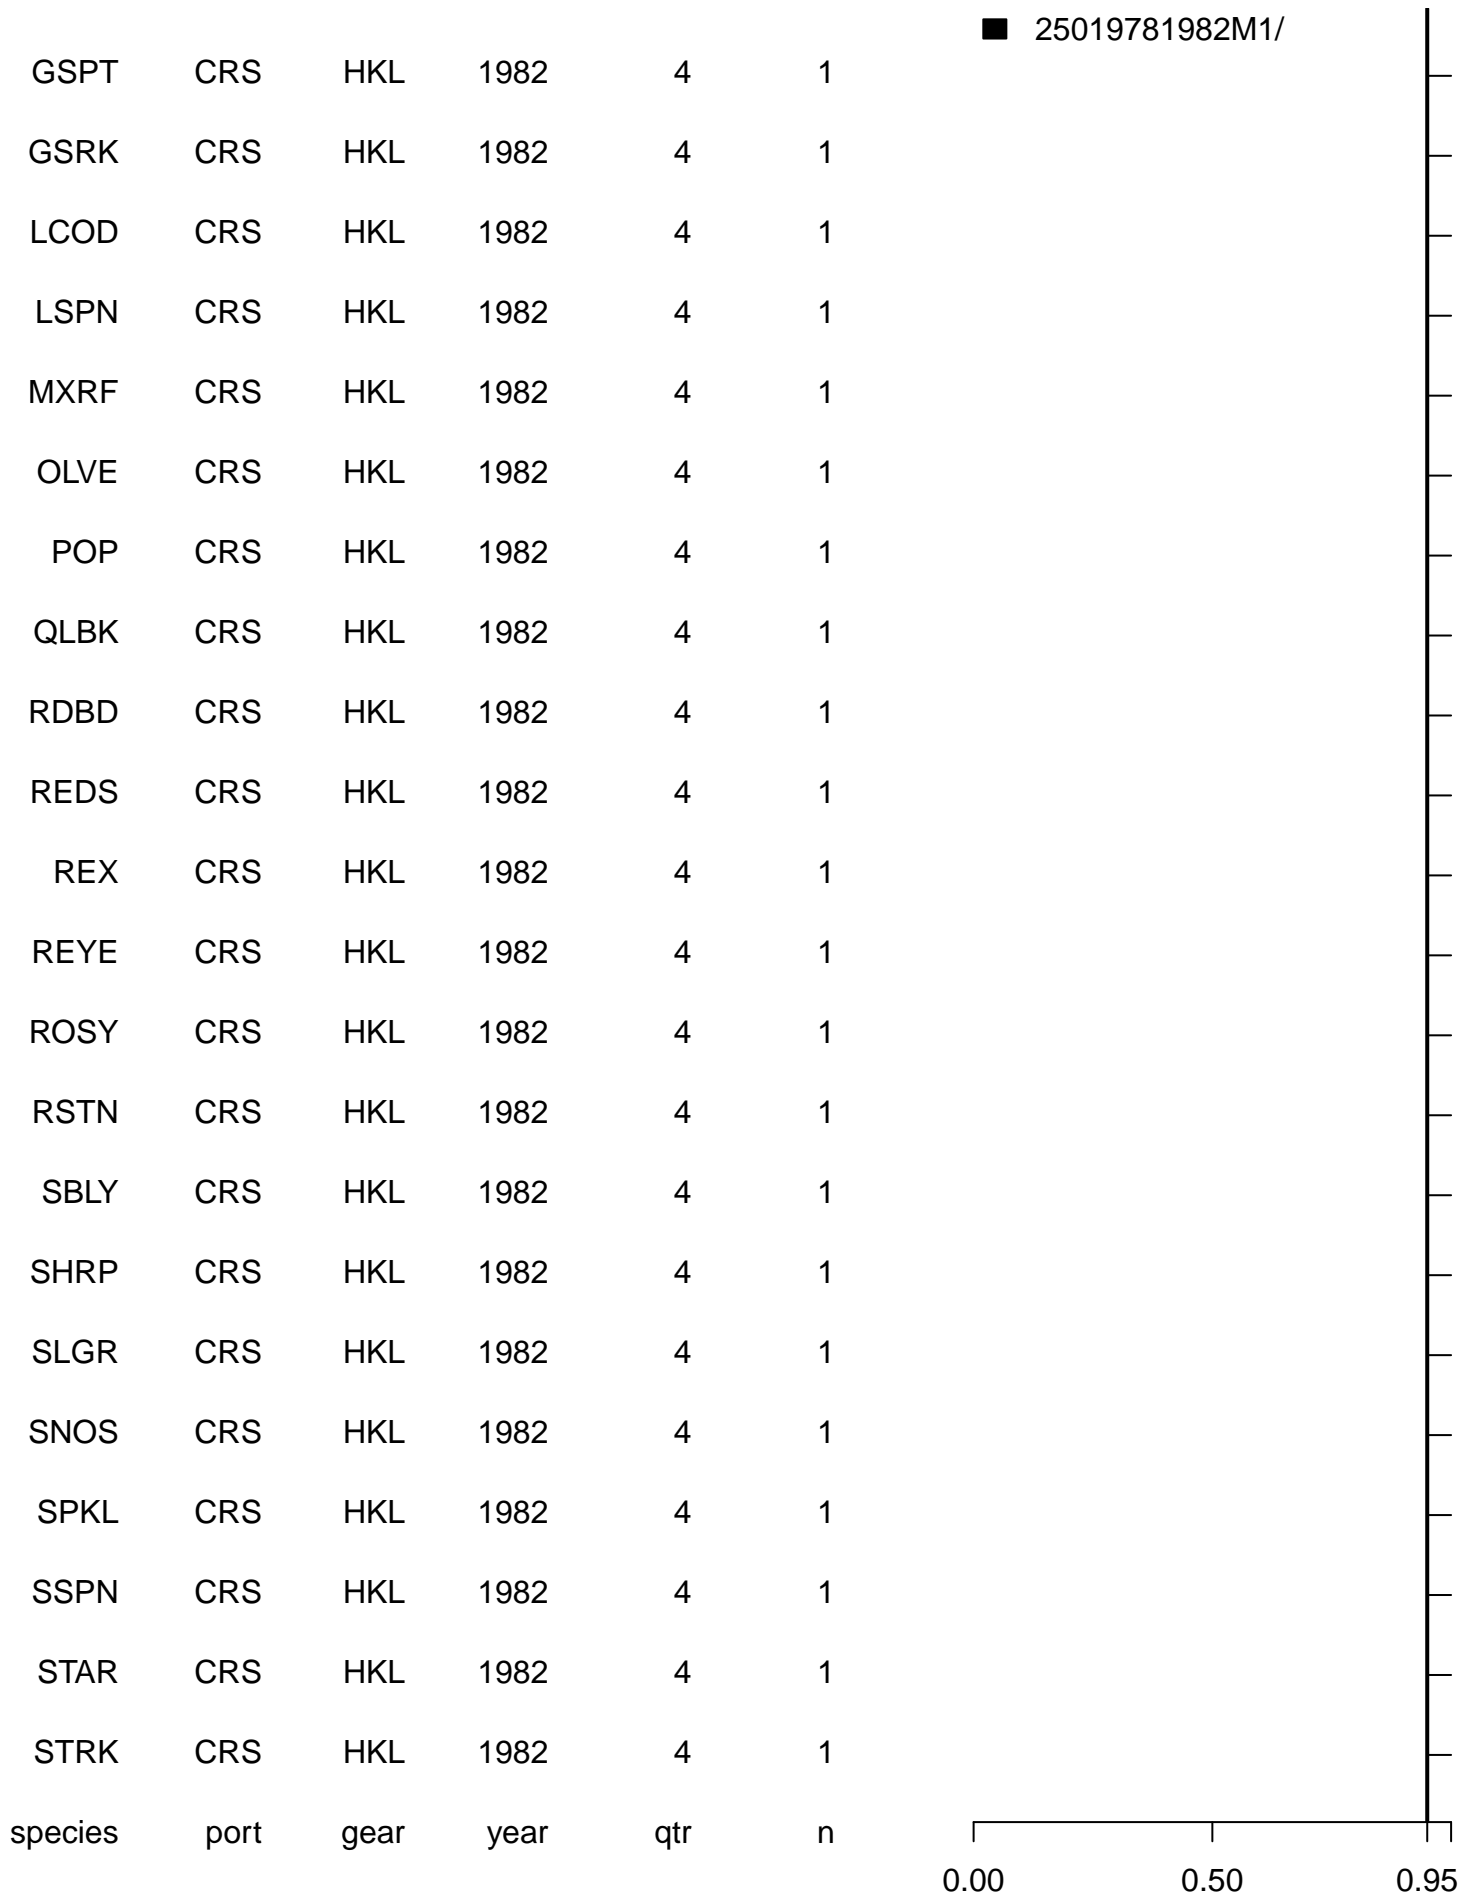 25019781982M1/
GSPT CRS HKL 1982 4 1
GSRK CRS HKL 1982 4 1
LCOD CRS HKL 1982 4 1
LSPN CRS HKL 1982 4 1
MXRF CRS HKL 1982 4 1
OLVE CRS HKL 1982 4 1
POP CRS HKL 1982 4 1
QLBK CRS HKL 1982 4 1
RDBD CRS HKL 1982 4 1
REDS CRS HKL 1982 4 1
REX CRS HKL 1982 4 1
REYE CRS HKL 1982 4 1
ROSY CRS HKL 1982 4 1
RSTN CRS HKL 1982 4 1
SBLY CRS HKL 1982 4 1
SHRP CRS HKL 1982 4 1
SLGR CRS HKL 1982 4 1
SNOS CRS HKL 1982 4 1
SPKL CRS HKL 1982 4 1
SSPN CRS HKL 1982 4 1
STAR CRS HKL 1982 4 1
STRK CRS HKL 1982 4 1
species port gear year qtr n
0.00 0.50 0.95